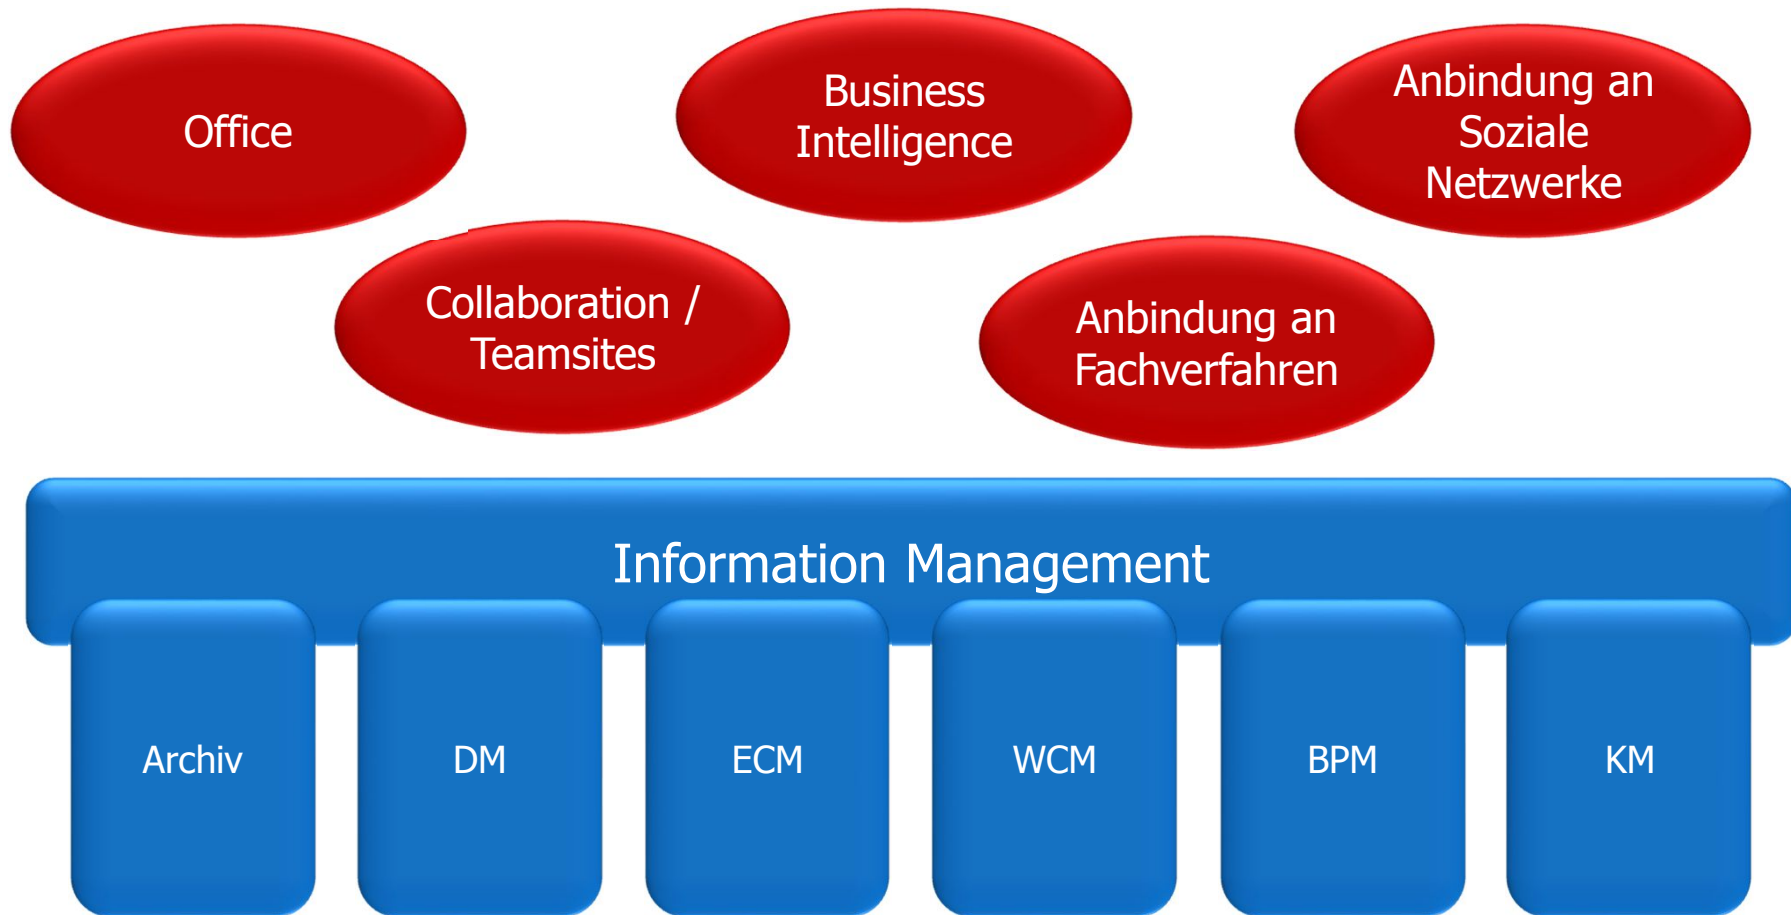 Office
Business
Intelligence
Anbindung an
Soziale
Netzwerke
Collaboration /
Teamsites
Anbindung an
Fachverfahren
Information Management
Archiv
DM
ECM
WCM
BPM
KM